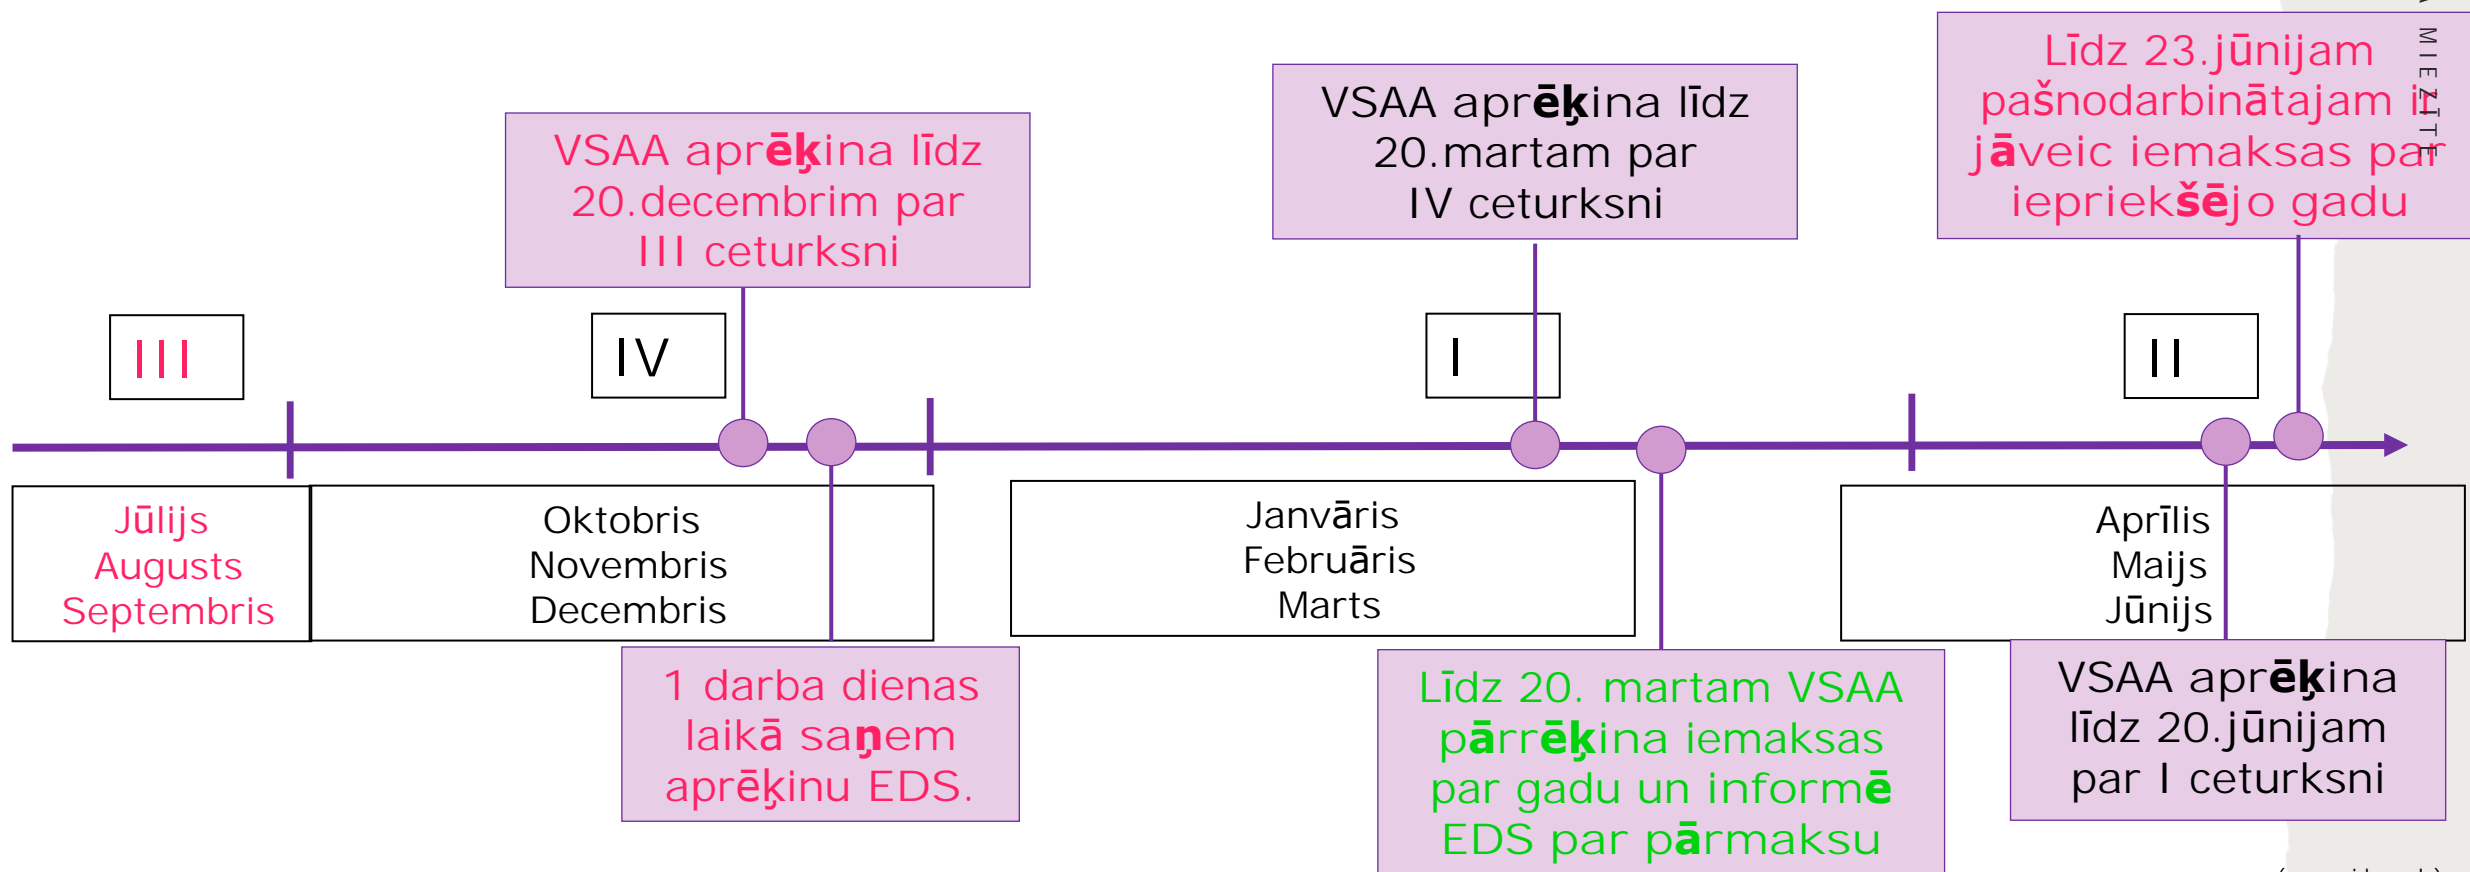 VSAA aprēķina līdz
20.decembrim par
III ceturksni
VSAA aprēķina līdz
20.martam par
IV ceturksni
Līdz 23.jūnijam
pašnodarbinātajam ir
jāveic iemaksas par
iepriekšējo gadu
MIEZĪTE
III
IV
I
II
Jūlijs
Augusts
Septembris
Oktobris
Novembris
Decembris
Janvāris
Februāris
Marts
Aprīlis
Maijs
Jūnijs
1 darba dienas
laikā saņem
aprēķinu EDS.
Līdz 20. martam VSAA
pārrēķina iemaksas
par gadu un informē
EDS par pārmaksu
VSAA aprēķina
līdz 20.jūnijam
par I ceturksni